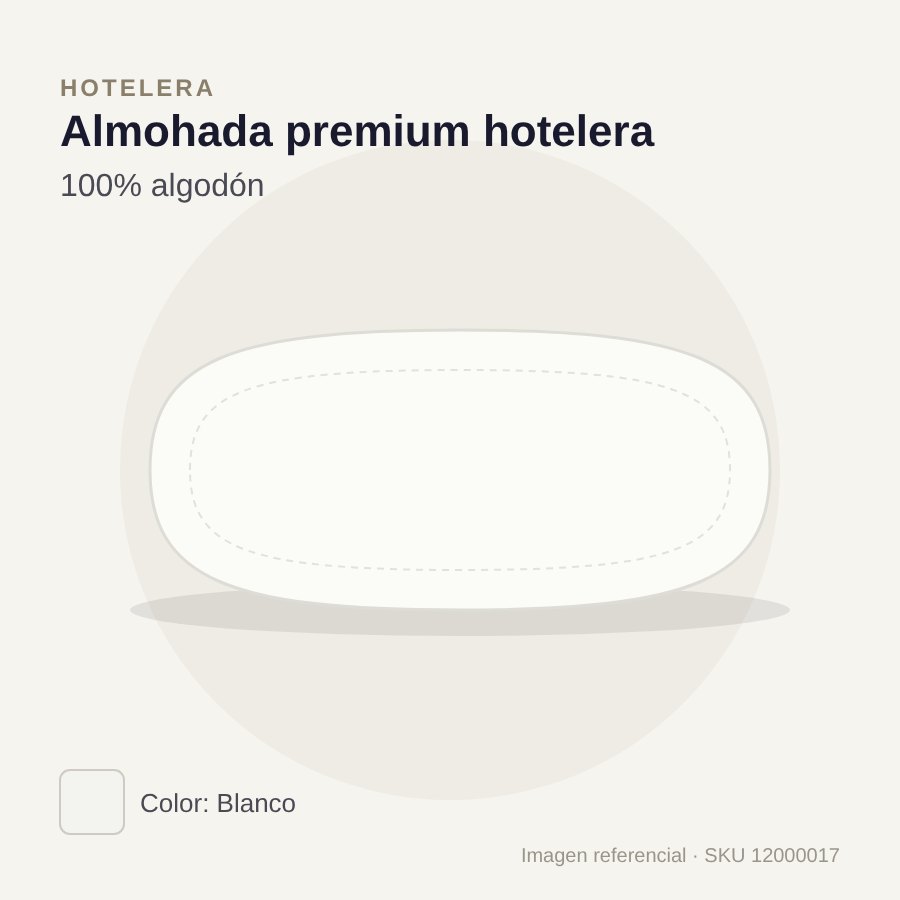 HOTELERA
Almohada premium hotelera
100% algodón
Color: Blanco
Imagen referencial · SKU 12000017